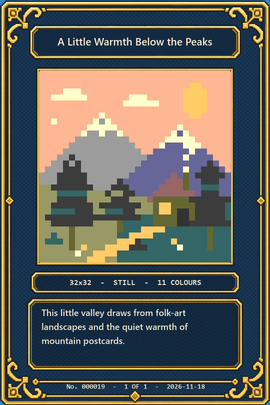 A Little Warmth Below the Peaks
32x32 - STILL - 11 COLOURS
This little valley draws from folk-art
landscapes and the quiet warmth of
mountain postcards.
No. 000019 - 1 OF 1 - 2026-11-18